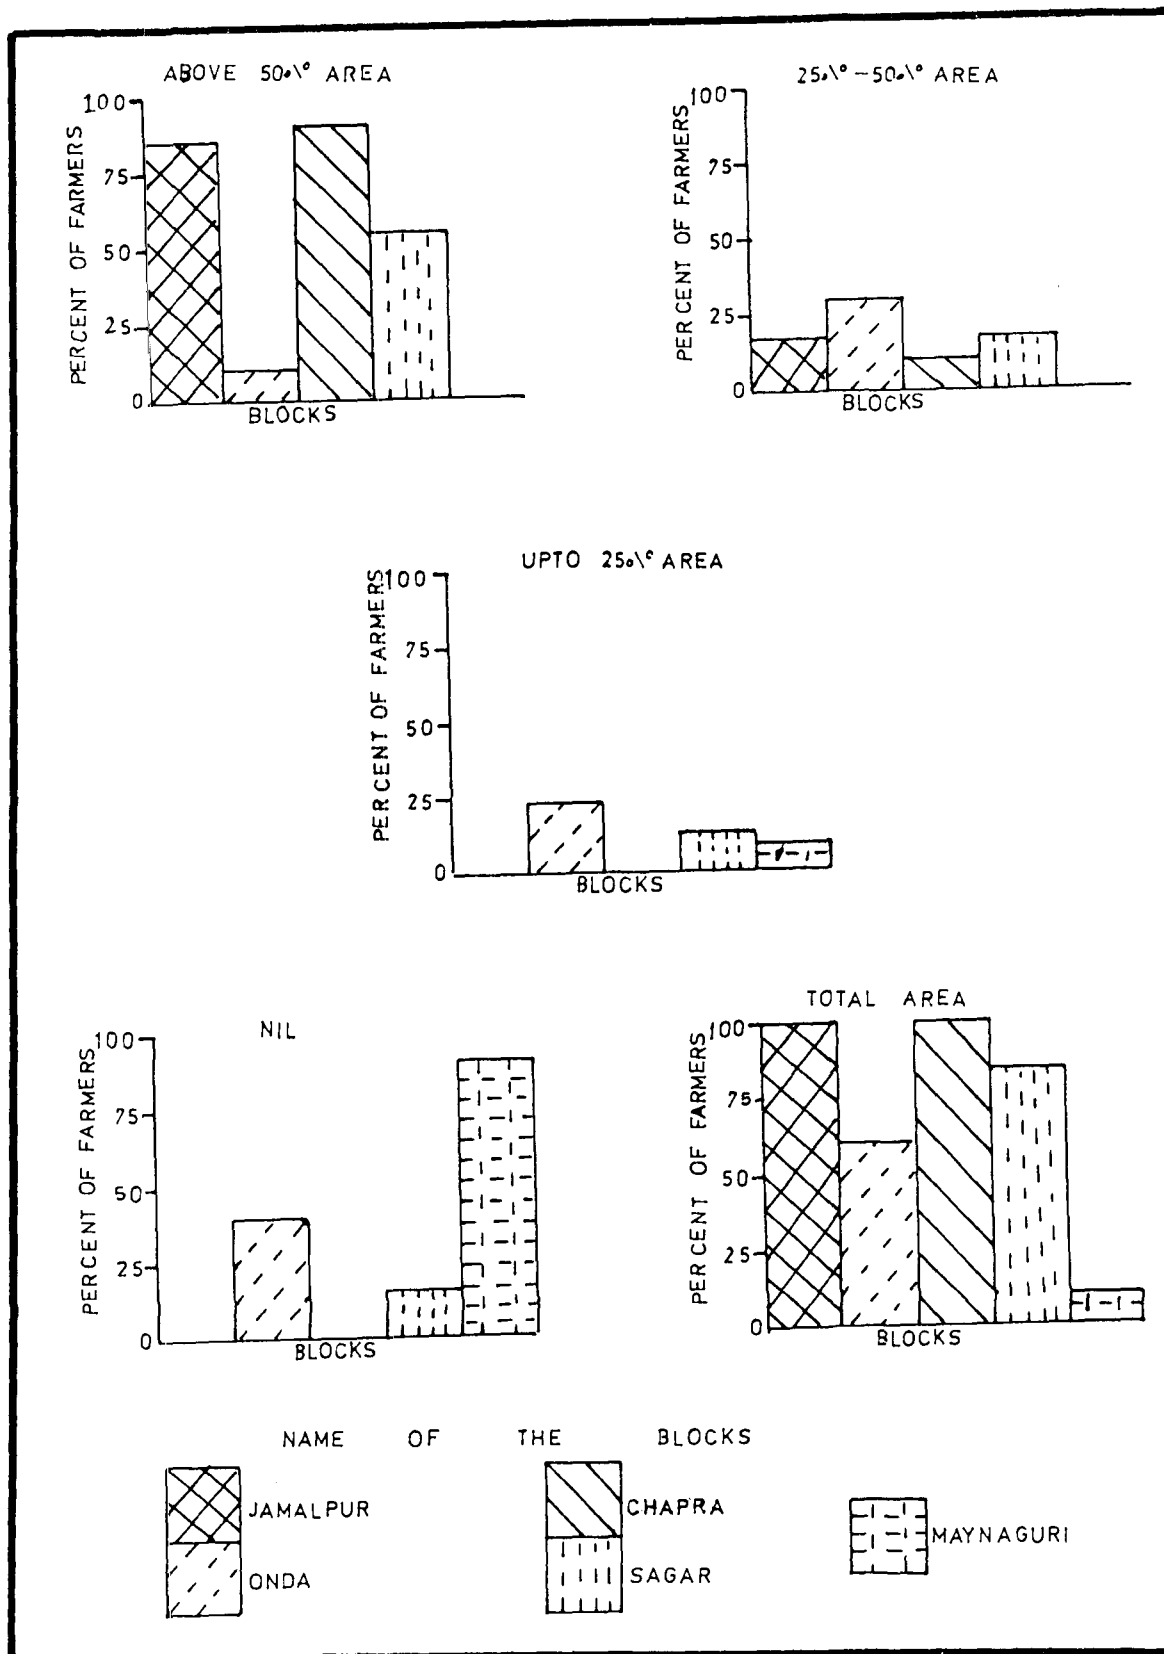 ABOVE 50•\° AREA
PERCENT OF FARMERS
100
75
50
25
0
BLOCKS
25•\°-50•\° AREA
PERCENT OF FARMERS
100
75
50
25
0
BLOCKS
UPTO 25•\° AREA
PERCENT OF FARMERS
100
75
50
25
0
BLOCKS
NIL
PERCENT OF FARMERS
100
75
50
25
0
BLOCKS
TOTAL AREA
PERCENT OF FARMERS
100
75
50
25
0
BLOCKS
NAME OF THE BLOCKS
JAMALPUR
ONDA
CHAPRA
SAGAR
MAYNAGURI